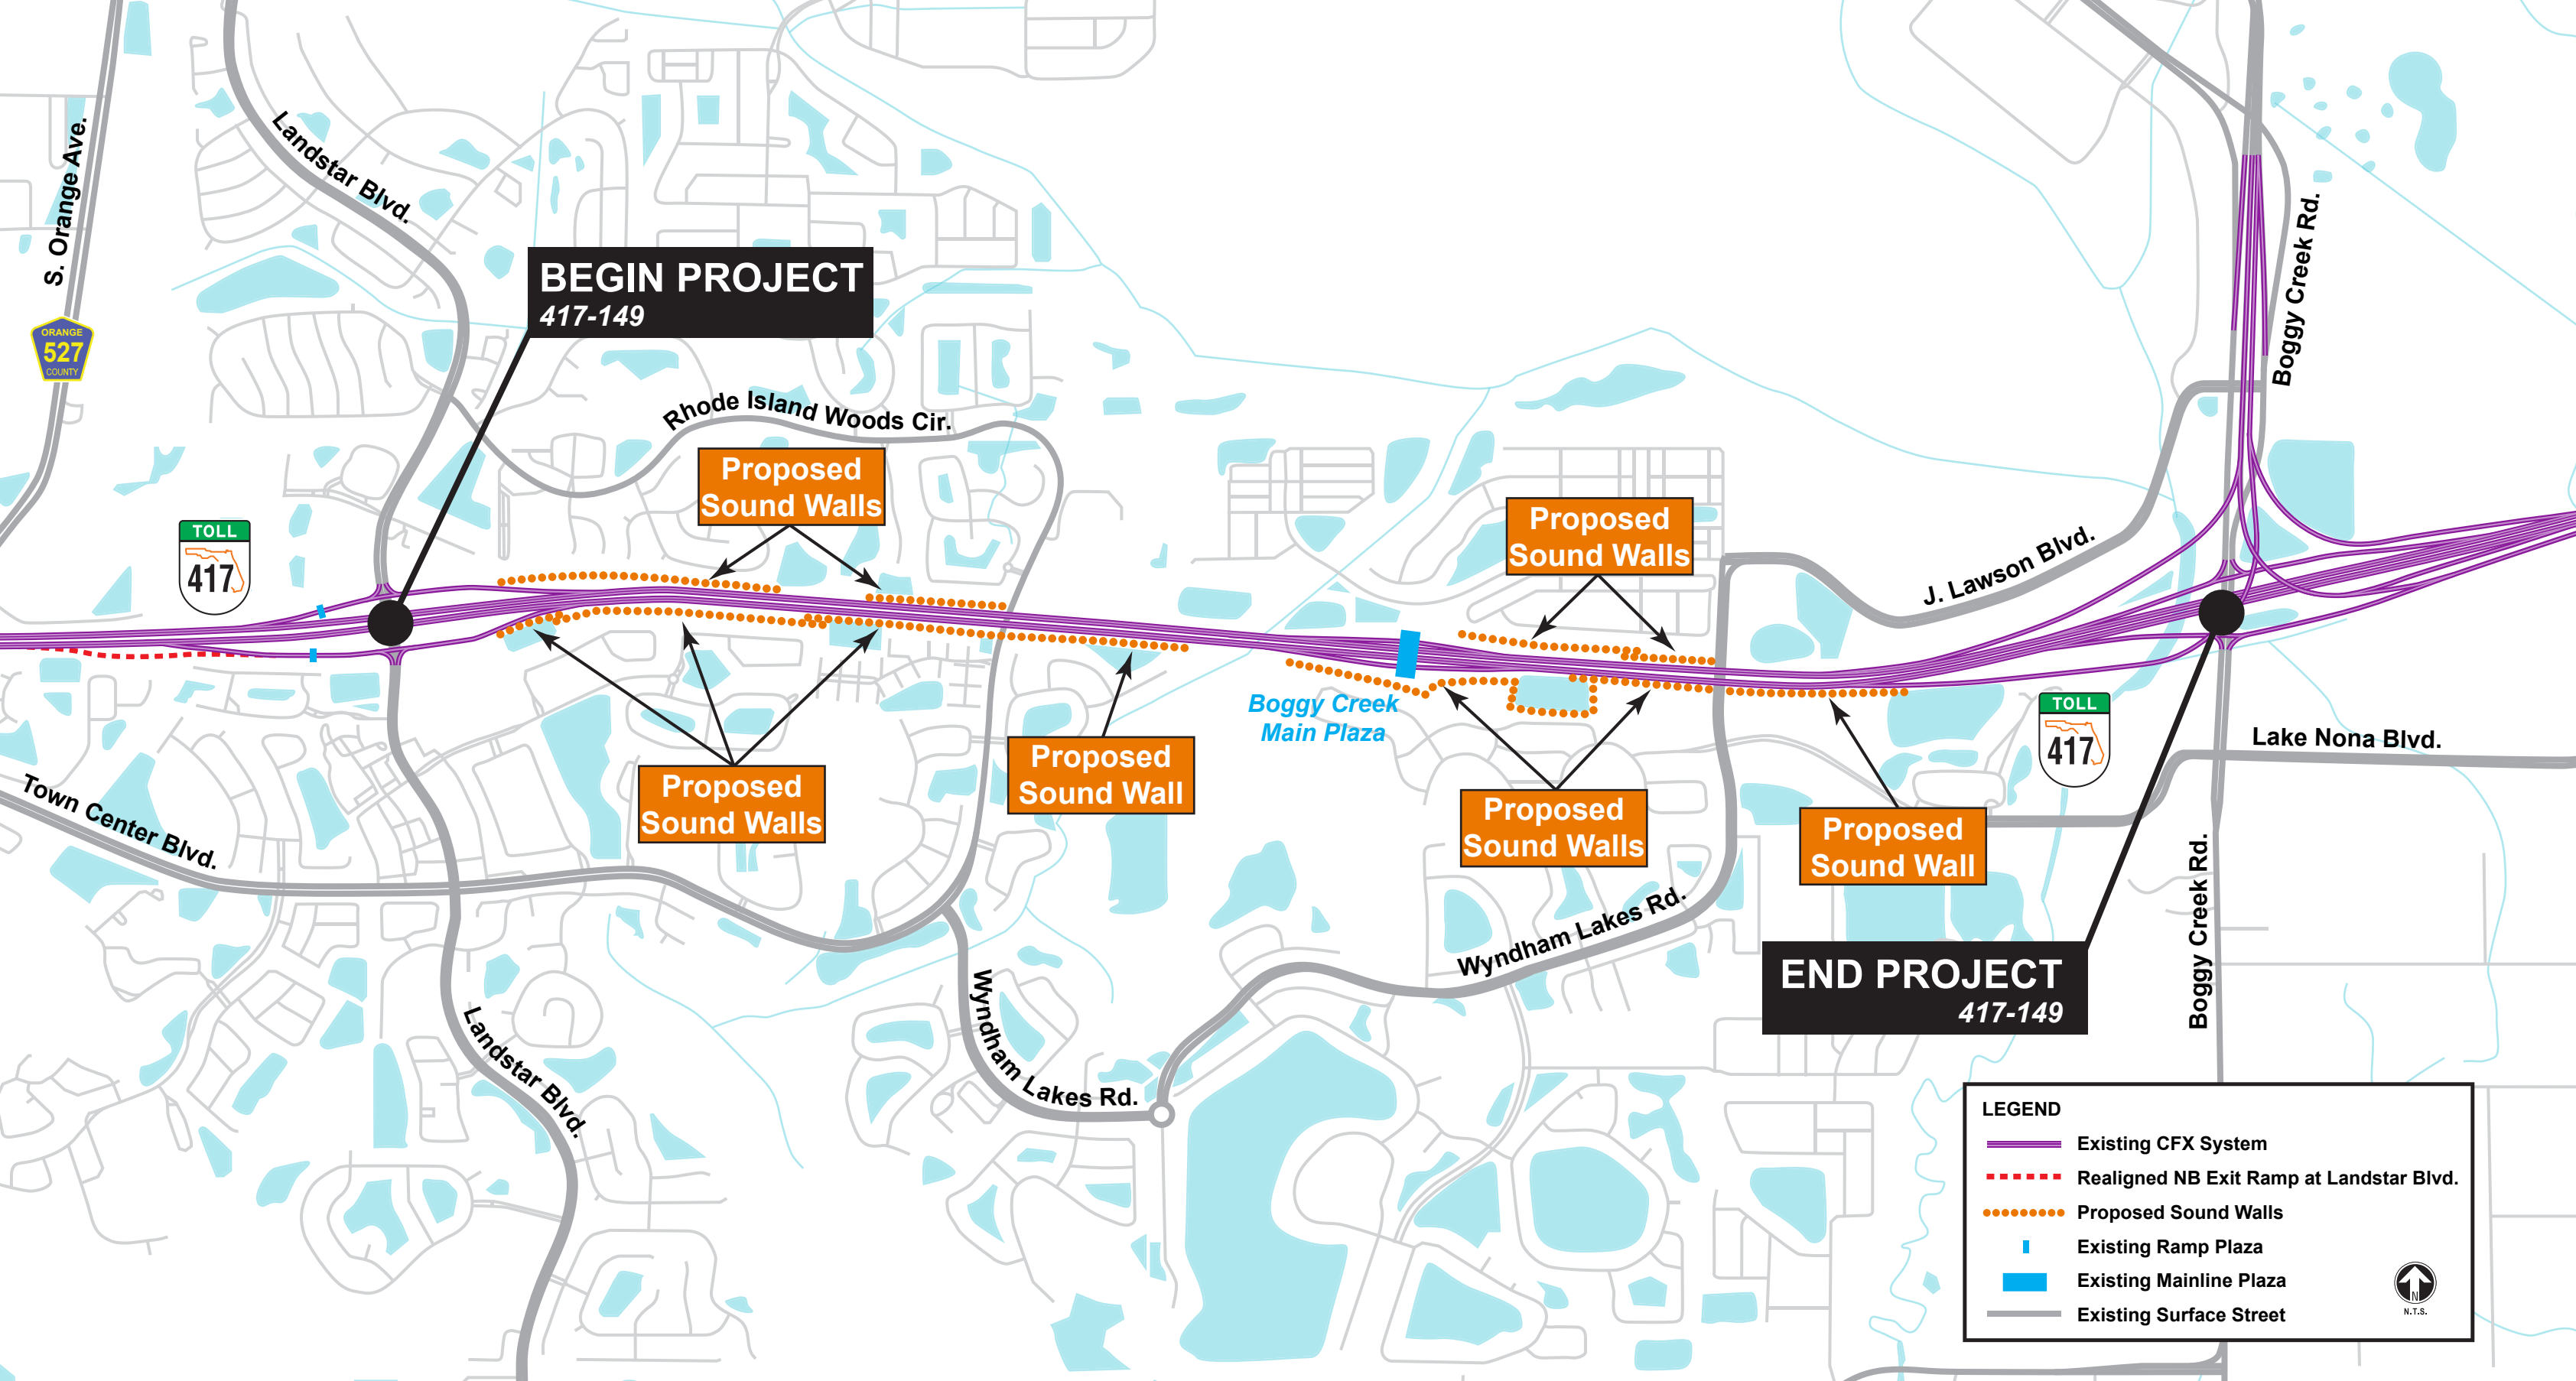 S. Orange Ave.
ORANGE
527
COUNTY
Landstar Blvd.
BEGIN PROJECT
417-149
Boggy Creek Rd.
Rhode Island Woods Cir.
Proposed
Sound Walls
Proposed
Sound Walls
TOLL
417
J. Lawson Blvd.
Boggy Creek
Main Plaza
TOLL
417
Lake Nona Blvd.
Town Center Blvd.
Proposed
Sound Walls
Proposed
Sound Wall
Proposed
Sound Walls
Proposed
Sound Wall
Wyndham Lakes Rd.
END PROJECT
417-149
Boggy Creek Rd.
Landstar Blvd.
Wyndham Lakes Rd.
LEGEND
Existing CFX System
Realigned NB Exit Ramp at Landstar Blvd.
Proposed Sound Walls
Existing Ramp Plaza
Existing Mainline Plaza
Existing Surface Street
N
N.T.S.